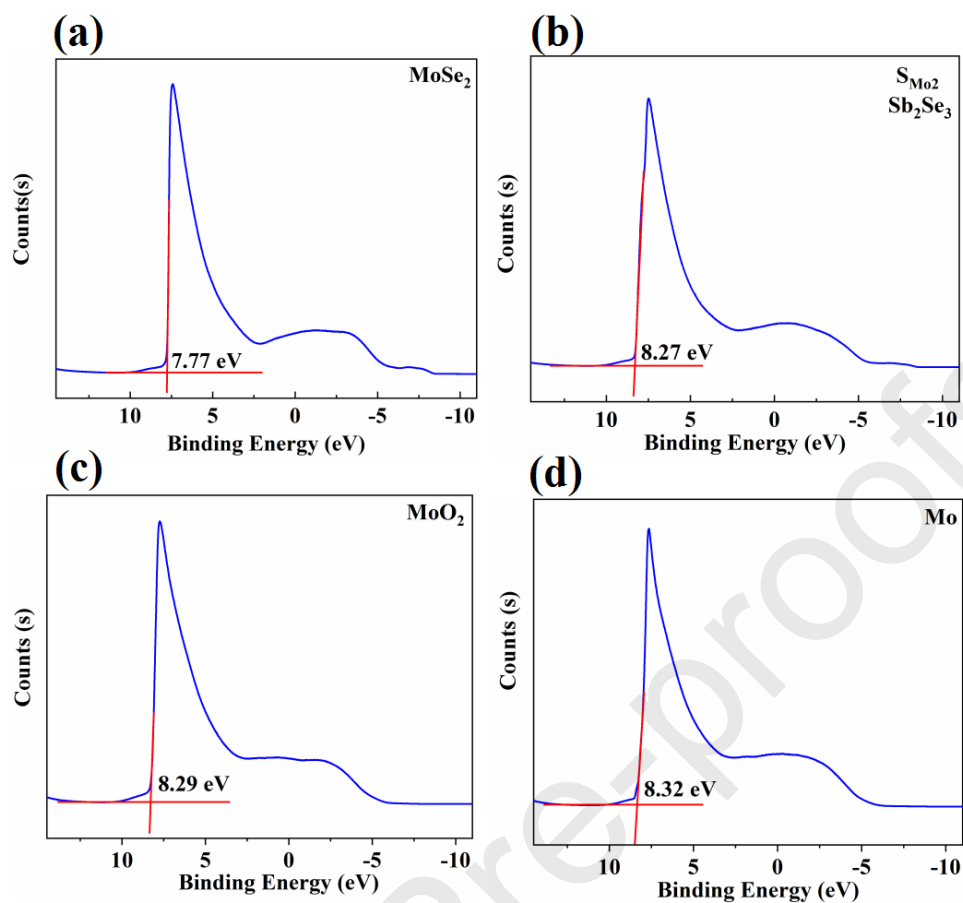 (a)
MoSe2
Counts(s)
7.77 eV
10 5 0 -5 -10
Binding Energy (eV)
(b)
SMo2
Sb2Se3
Counts (s)
8.27 eV
10 5 0 -5 -10
Binding Energy (eV)
(c)
MoO2
Counts (s)
8.29 eV
10 5 0 -5 -10
Binding Energy (eV)
(d)
Mo
Counts (s)
8.32 eV
10 5 0 -5 -10
Binding Energy (eV)
re-proof